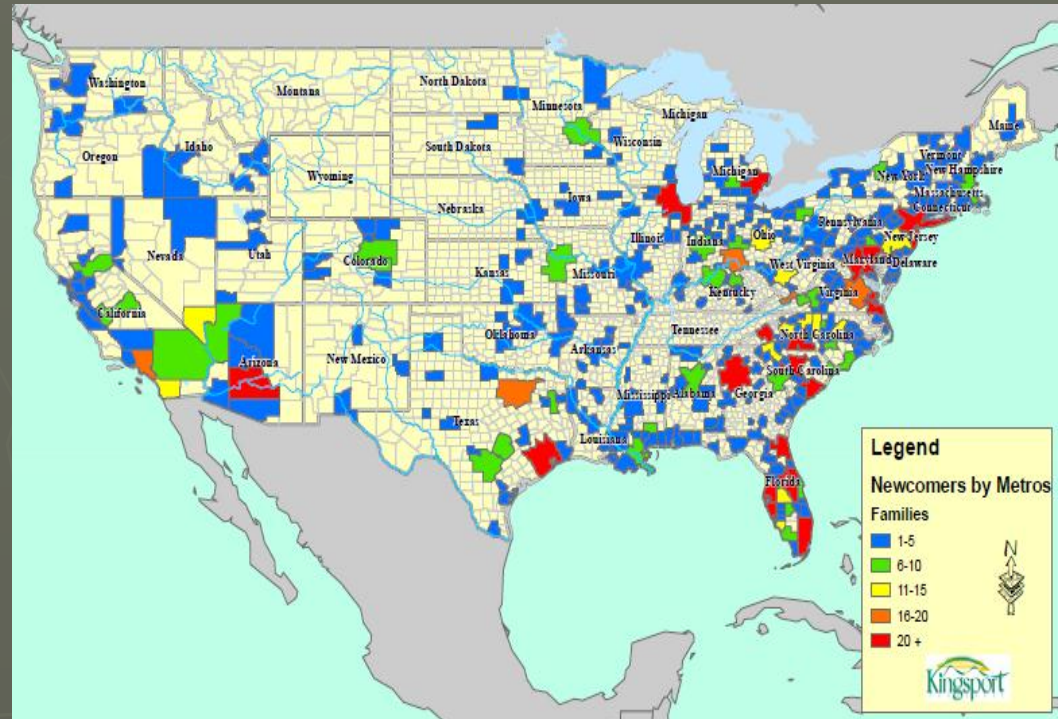 Washington
Montana
North Dakota
Minnesota
Michigan
Maine
Oregon
Idaho
South Dakota
Wisconsin
Michigan
Vermont
New York
New Hampshire
Massachusetts
Connecticut
Wyoming
Iowa
Nebraska
Pennsylvania
Nevada
Utah
Colorado
Illinois
Indiana
Ohio
New Jersey
Maryland
Delaware
West Virginia
Kansas
Missouri
Kentucky
Virginia
California
Arizona
New Mexico
Oklahoma
Arkansas
Tennessee
North Carolina
South Carolina
Texas
Louisiana
Mississippi
Alabama
Georgia
Florida
Legend
Newcomers by Metros
Families
1-5
6-10
11-15
16-20
20 +
N
Kingsport